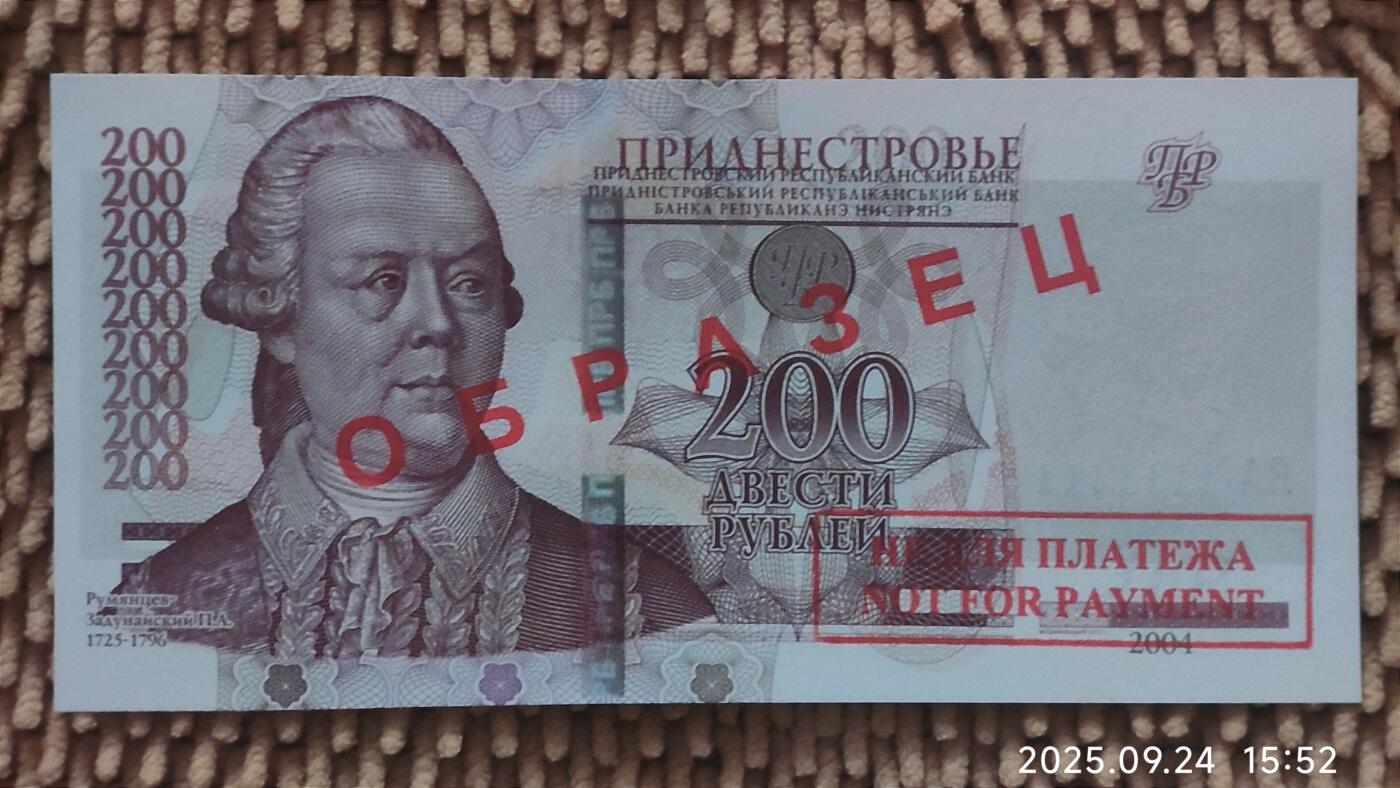 200
200
200
200
200
200
200
200
200
Румянцев-
Задунайский П.А.
1725-1796
ПРИДНЕСТРОВЬЕ
ПРИДНЕСТРОВСКИЙ РЕСПУБЛИКАНСКИЙ БАНК
ПРИДНІСТРОВСЬКИЙ РЕСПУБЛІКАНСЬКИЙ БАНК
БАНКА РЕПУБЛИКАНЭ НИСТРЯНЭ
ПРБ
ОБРАЗЕЦ
200
ДВЕСТИ
РУБЛЕЙ
НЕ ДЛЯ ПЛАТЕЖА
NOT FOR PAYMENT
2004
2025.09.24 15:52